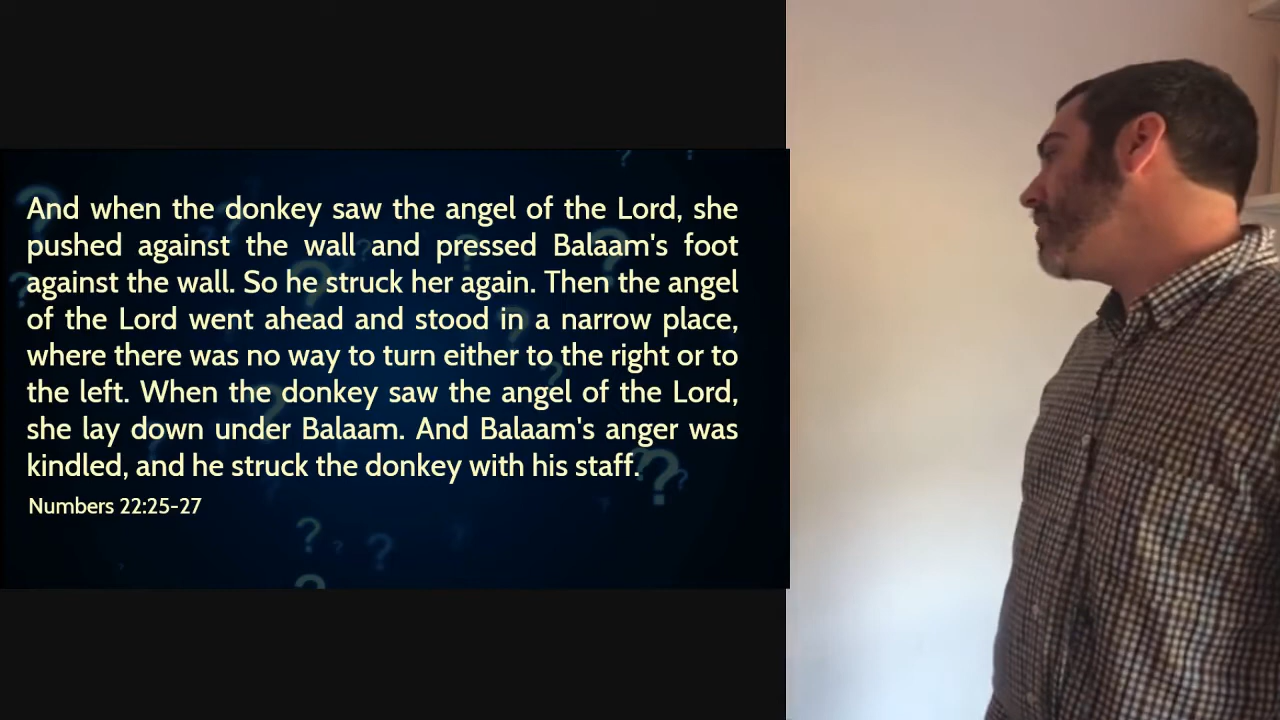 And when the donkey saw the angel of the Lord, she
pushed against the wall and pressed Balaam's foot
against the wall. So he struck her again. Then the angel
of the Lord went ahead and stood in a narrow place,
where there was no way to turn either to the right or to
the left. When the donkey saw the angel of the Lord,
she lay down under Balaam. And Balaam's anger was
kindled, and he struck the donkey with his staff.
Numbers 22:25-27